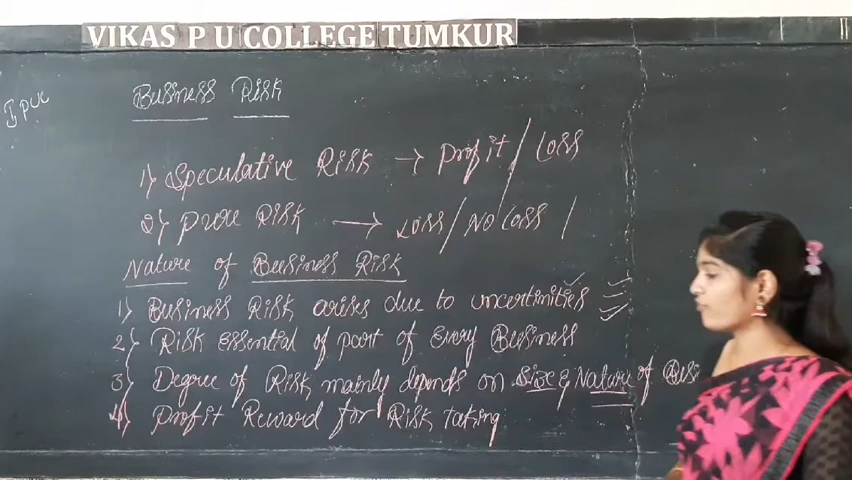 VIKAS P U COLLEGE TUMKUR
I PUC
Business Risk
1) Speculative Risk → Profit / Loss
2) Pure Risk → Loss / No Loss /
Nature of Business Risk
1) Business Risk arises due to uncertinities
2) Risk essential of part of Every Business
3) Degree of Risk mainly depends on Size & Nature of Busi
4) Profit Reward for Risk taking